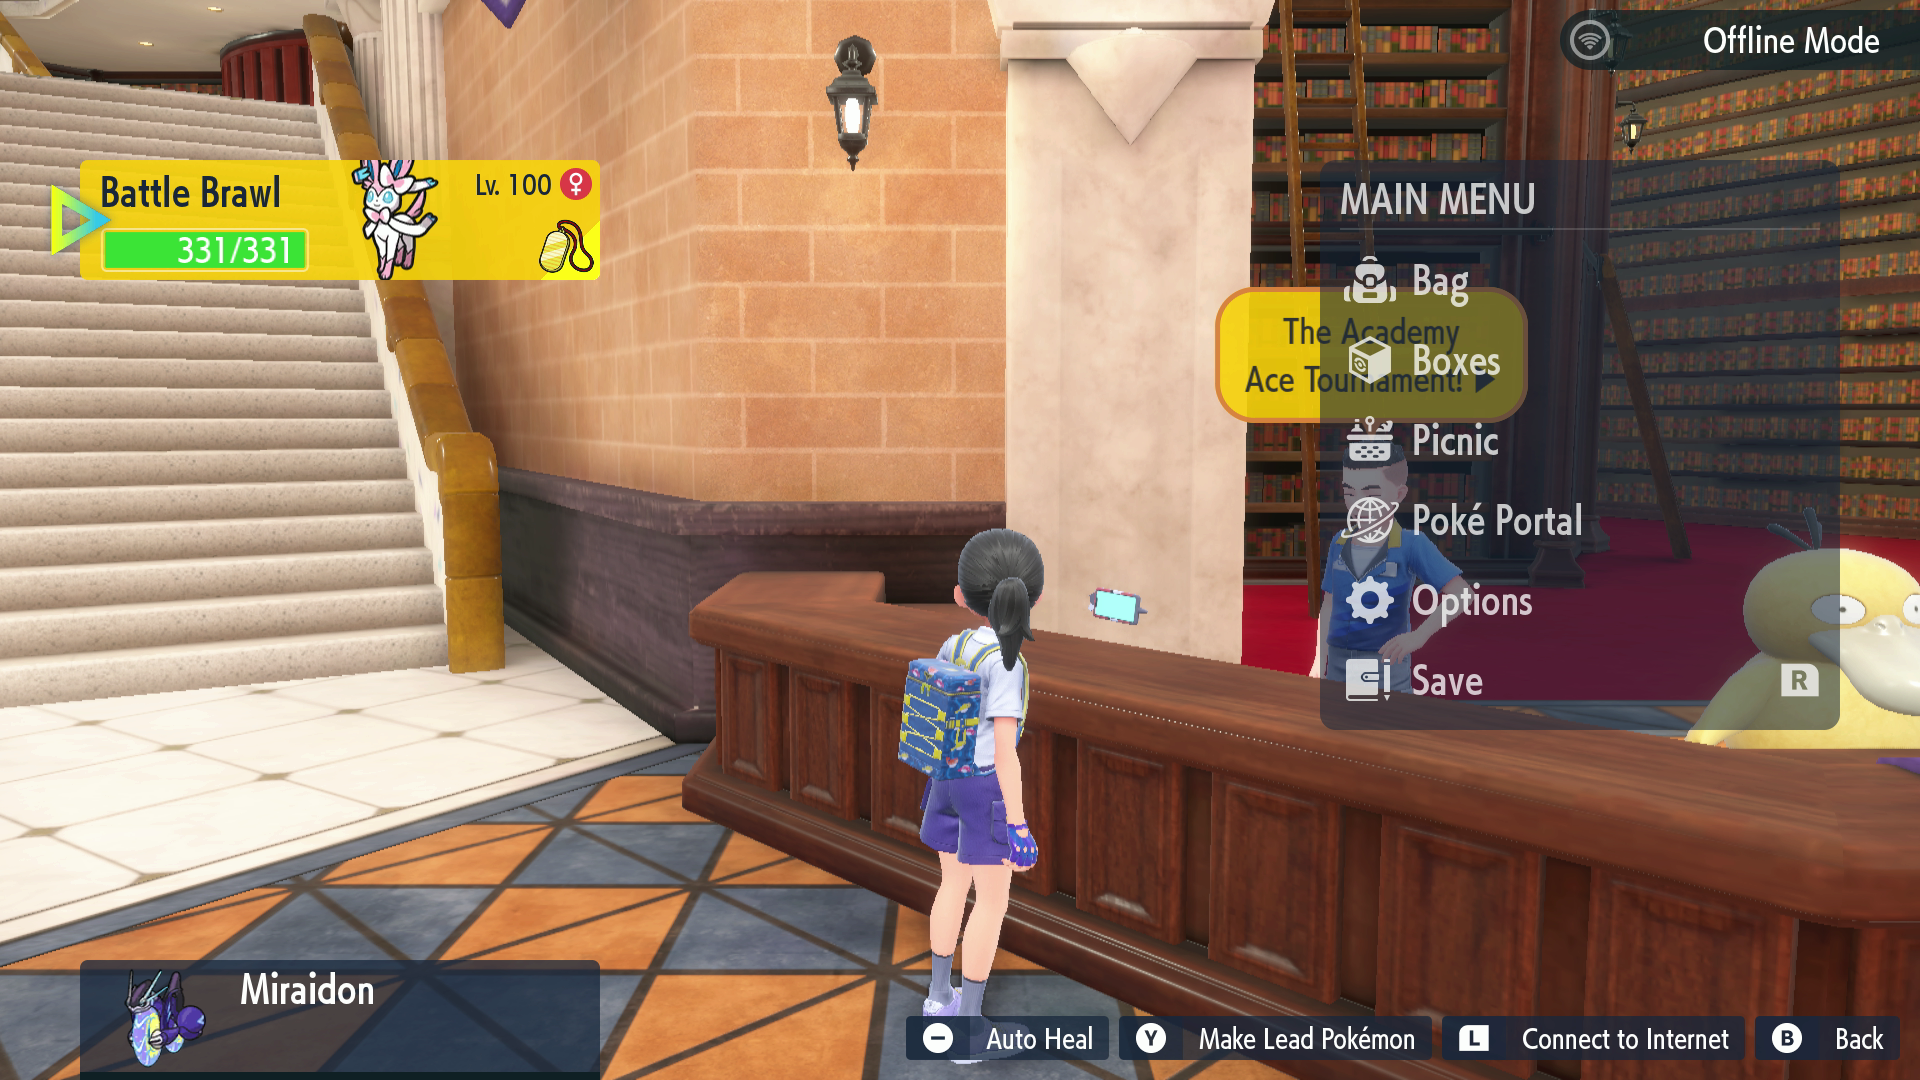 Offline Mode
Battle Brawl
Lv. 100
331/331
MAIN MENU
Bag
The Academy
Ace Tournament!
Boxes
Picnic
Poké Portal
Options
Save
R
Miraidon
Auto Heal
Y Make Lead Pokémon
L Connect to Internet
B Back